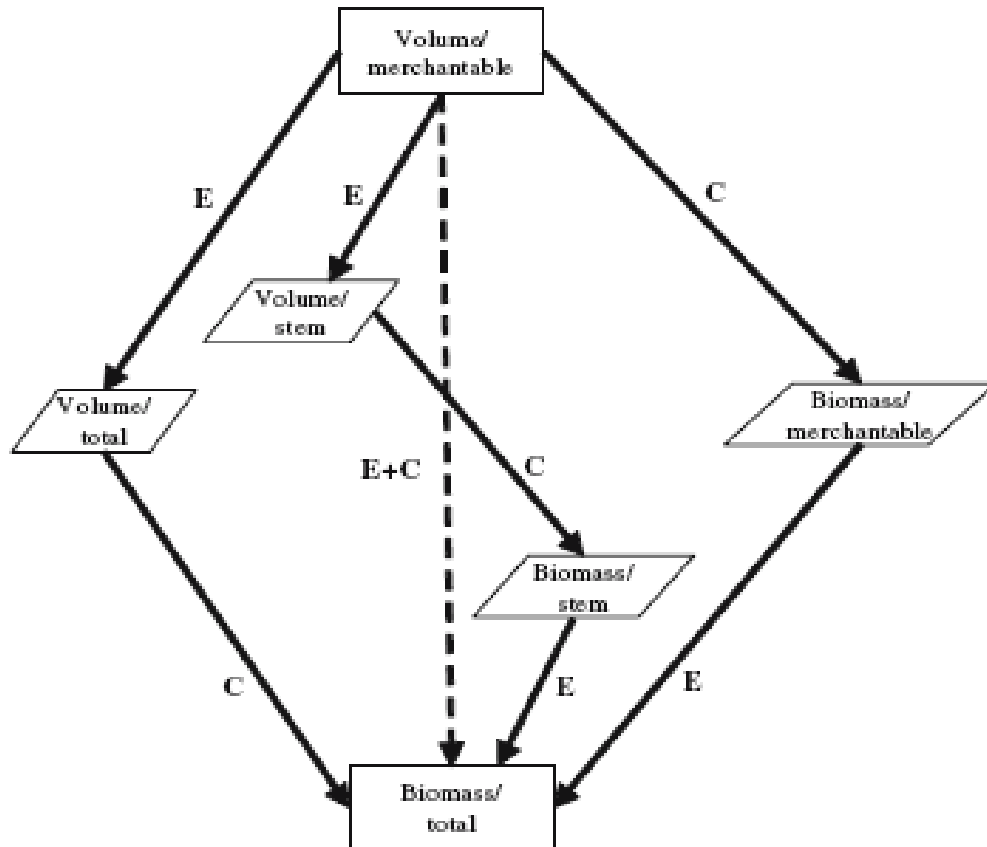 Volume/
merchantable
E
E
C
Volume/
stem
Volume/
total
Biomass/
merchantable
E+C
C
Biomass/
stem
C
E
E
Biomass/
total